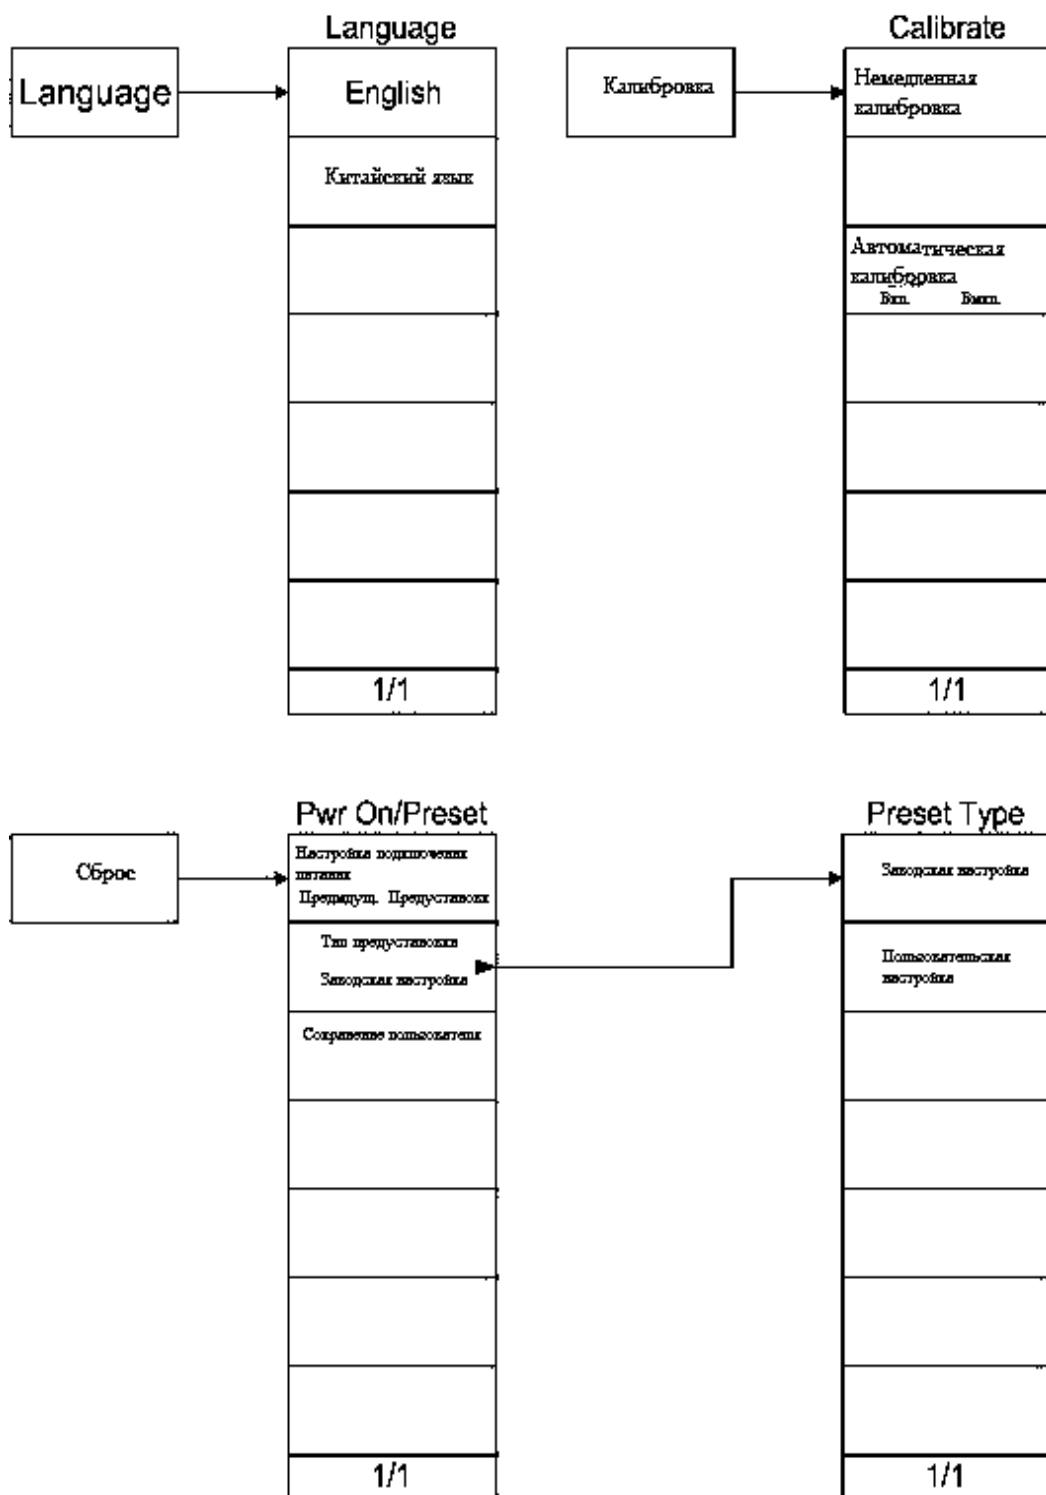 Language
Language
English
Китайский язык
1/1
Calibrate
Калибровка
Немедленная
калибровка
Автоматическая
калибровка
Вкл. Выкл.
1/1
Pwr On/Preset
Сброс
Настройка подключения
питания
Предыдущ. Предустановк
Тип предустановки
Заводская настройка
Сохранение пользователя
1/1
Preset Type
Заводская настройка
Пользовательская
настройка
1/1